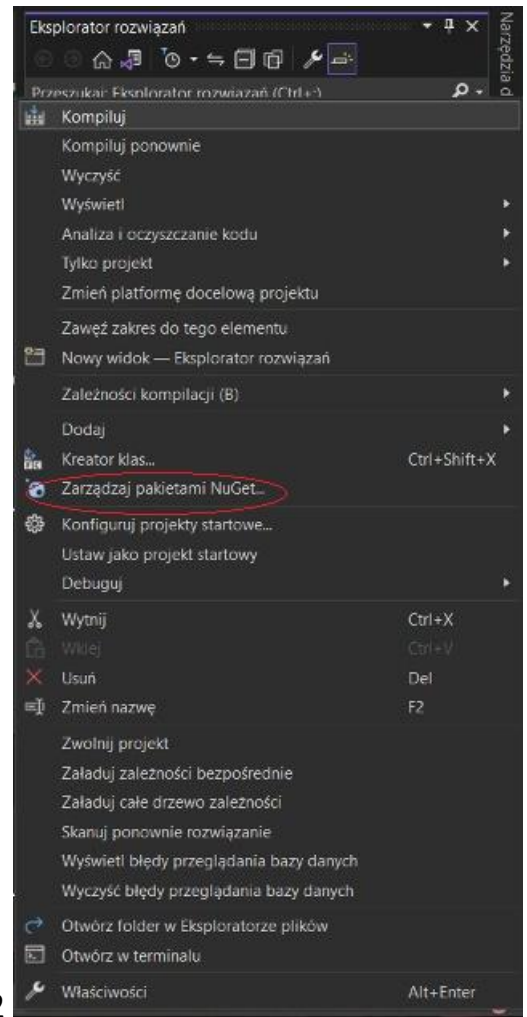 Eksplorator rozwiązań
Narzędzia d
Przeszukaj: Eksplorator rozwiązań (Ctrl+;)
Kompiluj
Kompiluj ponownie
Wyczyść
Wyświetl
Analiza i oczyszczanie kodu
Tylko projekt
Zmień platformę docelową projektu
Zawęź zakres do tego elementu
Nowy widok — Eksplorator rozwiązań
Zależności kompilacji (B)
Dodaj
Kreator klas... Ctrl+Shift+X
Zarządzaj pakietami NuGet...
Konfiguruj projekty startowe...
Ustaw jako projekt startowy
Debuguj
Wytnij Ctrl+X
Wklej Ctrl+V
Usuń Del
Zmień nazwę F2
Zwolnij projekt
Załaduj zależności bezpośrednie
Załaduj całe drzewo zależności
Skanuj ponownie rozwiązanie
Wyświetl błędy przeglądania bazy danych
Wyczyść błędy przeglądania bazy danych
Otwórz folder w Eksploratorze plików
Otwórz w terminalu
Właściwości Alt+Enter
2